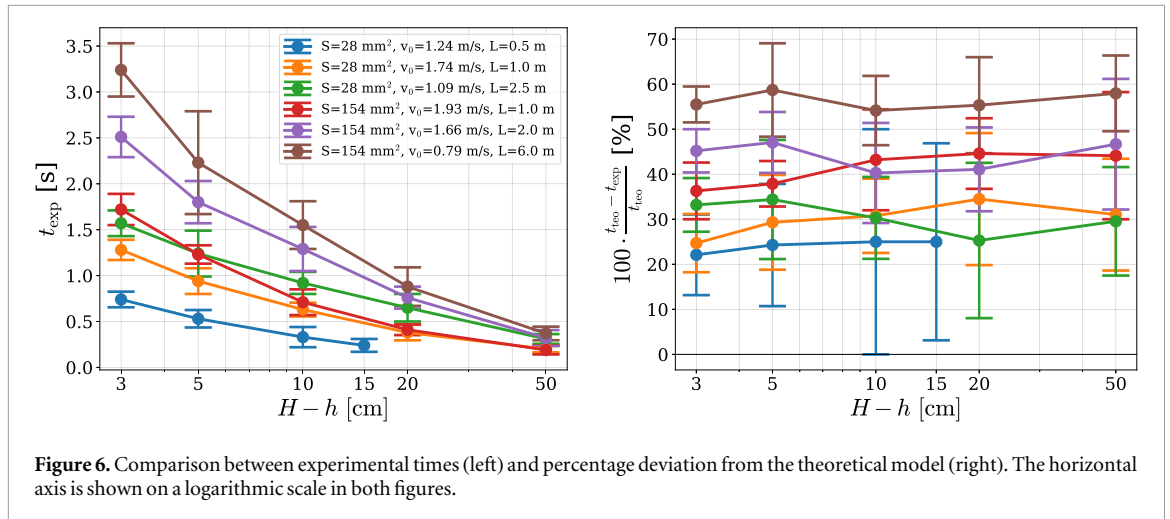 3.5
3.0
2.5
2.0
1.5
1.0
0.5
0.0
t_exp [s]
S=28 mm², v₀=1.24 m/s, L=0.5 m
S=28 mm², v₀=1.74 m/s, L=1.0 m
S=28 mm², v₀=1.09 m/s, L=2.5 m
S=154 mm², v₀=1.93 m/s, L=1.0 m
S=154 mm², v₀=1.66 m/s, L=2.0 m
S=154 mm², v₀=0.79 m/s, L=6.0 m
3 5 10 15 20 50
H − h [cm]
70
60
50
40
30
20
10
0
100 · (t_teo − t_exp)/t_teo [%]
3 5 10 15 20 50
H − h [cm]
Figure 6. Comparison between experimental times (left) and percentage deviation from the theoretical model (right). The horizontal
axis is shown on a logarithmic scale in both figures.